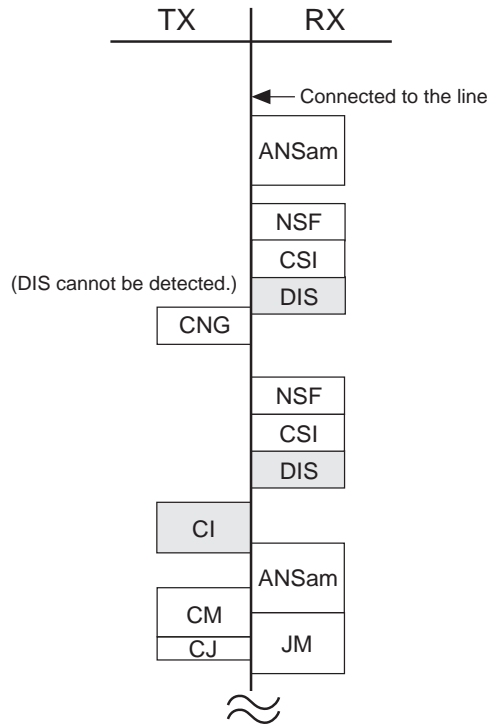 TX RX
Connected to the line
ANSam
NSF
CSI
(DIS cannot be detected.)
DIS
CNG
NSF
CSI
DIS
CI
ANSam
CM
JM
CJ